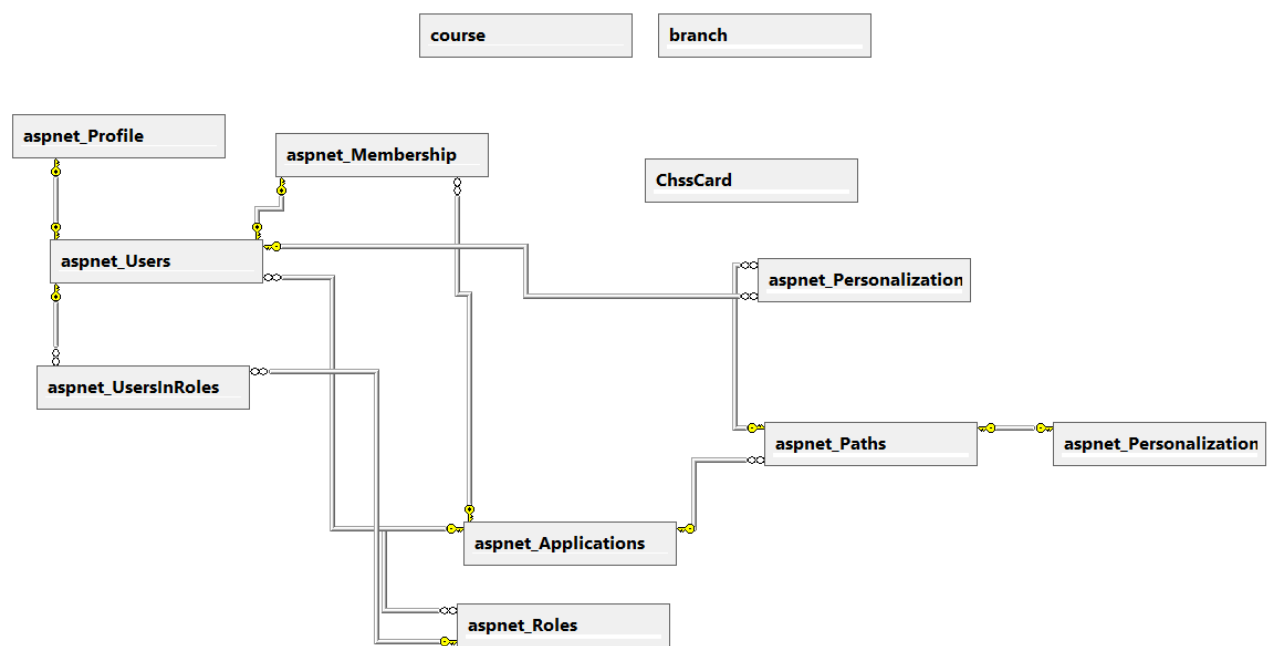 course
branch
aspnet_Profile
aspnet_Membership
ChssCard
aspnet_Users
aspnet_Personalization
aspnet_UsersInRoles
aspnet_Paths
aspnet_Personalization
aspnet_Applications
aspnet_Roles